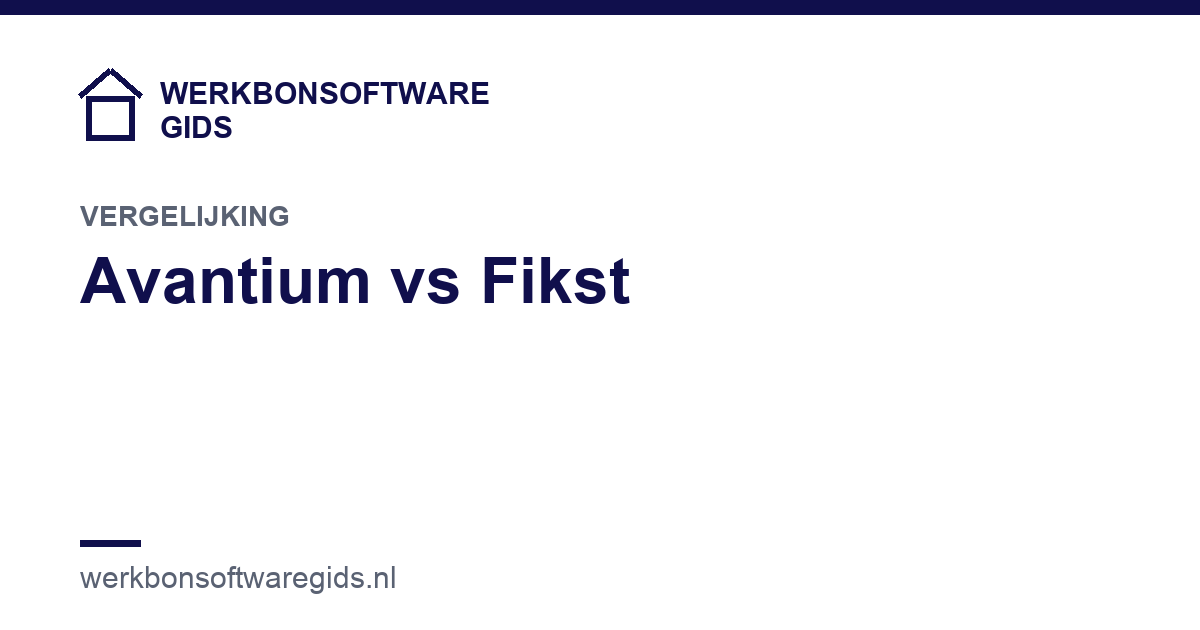 WERKBONSOFTWARE
GIDS
VERGELIJKING
Avantium vs Fikst
werkbonsoftwaregids.nl